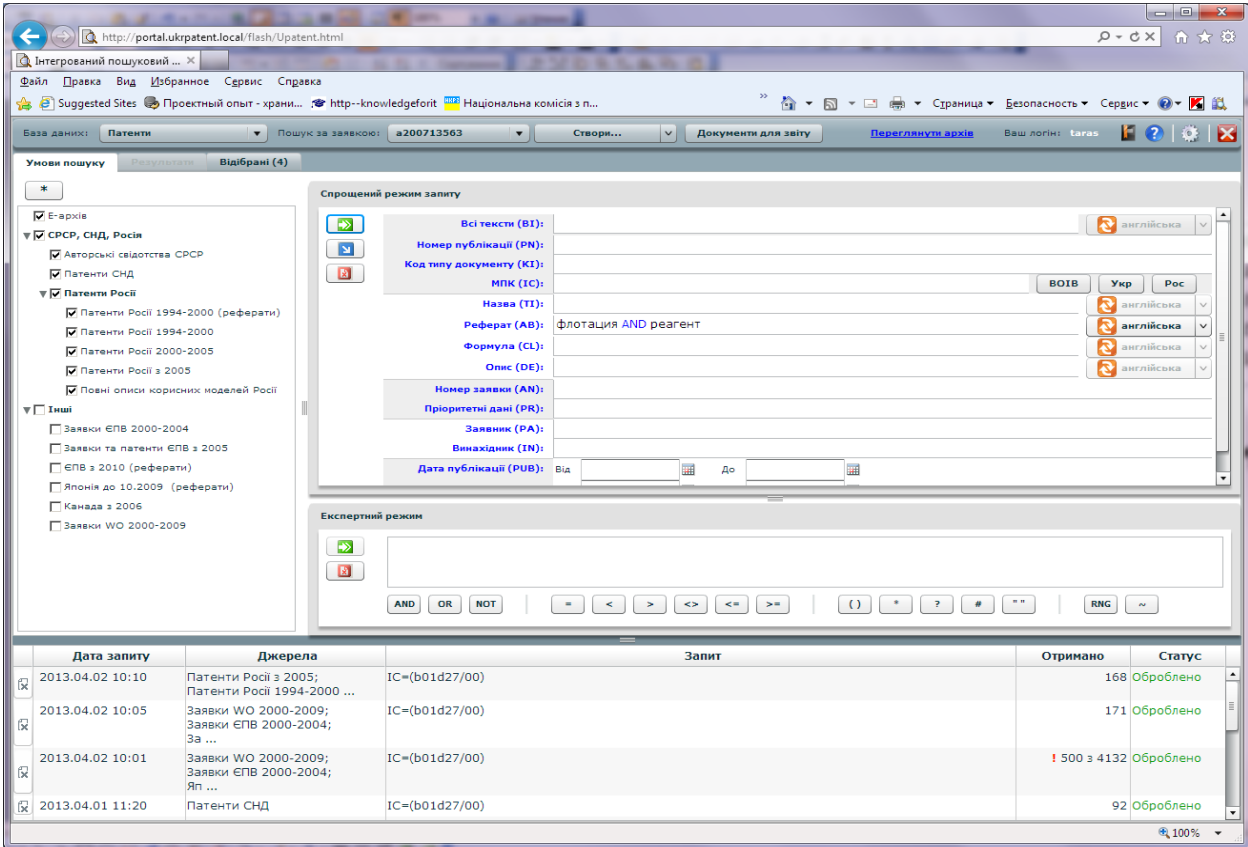 http://portal.ukrpatent.local/flash/Upatent.html
Інтегрований пошуковий ...
Файл Правка Вид Избранное Сервис Справка
Suggested Sites Проектный опыт - храни... http--knowledgeforit Національна комісія з п... » Страница Безопасность Сервис
База даних: Патенти Пошук за заявкою: a200713563 Створи... Документи для звіту Переглянути архів Ваш логін: taras
Умови пошуку Результати Відібрані (4)
*
Е-архів
СРСР, СНД, Росія
Авторські свідотства СРСР
Патенти СНД
Патенти Росії
Патенти Росії 1994-2000 (реферати)
Патенти Росії 1994-2000
Патенти Росії 2000-2005
Патенти Росії з 2005
Повні описи корисних моделей Росії
Інші
Заявки ЄПВ 2000-2004
Заявки та патенти ЄПВ з 2005
ЄПВ з 2010 (реферати)
Японія до 10.2009 (реферати)
Канада з 2006
Заявки WO 2000-2009
Спрощений режим запиту
Всі тексти (BI): англійська
Номер публікації (PN):
Код типу документу (KI):
МПК (IC): ВОІВ Укр Рос
Назва (TI): англійська
Реферат (AB): флотация AND реагент англійська
Формула (CL): англійська
Опис (DE): англійська
Номер заявки (AN):
Пріоритетні дані (PR):
Заявник (PA):
Винахідник (IN):
Дата публікації (PUB): Від До
Експертний режим
AND OR NOT = < > <> <= >= ( ) * ? # " " RNG ~
Дата запиту Джерела Запит Отримано Статус
2013.04.02 10:10 Патенти Росії з 2005; IC=(b01d27/00) 168 Оброблено
Патенти Росії 1994-2000 ...
2013.04.02 10:05 Заявки WO 2000-2009; IC=(b01d27/00) 171 Оброблено
Заявки ЄПВ 2000-2004;
За ...
2013.04.02 10:01 Заявки WO 2000-2009; IC=(b01d27/00) ! 500 з 4132 Оброблено
Заявки ЄПВ 2000-2004;
Яп ...
2013.04.01 11:20 Патенти СНД IC=(b01d27/00) 92 Оброблено
100%